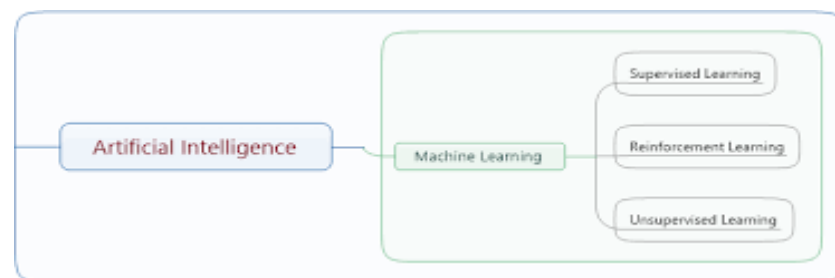 Artificial Intelligence
Machine Learning
Supervised Learning
Reinforcement Learning
Unsupervised Learning